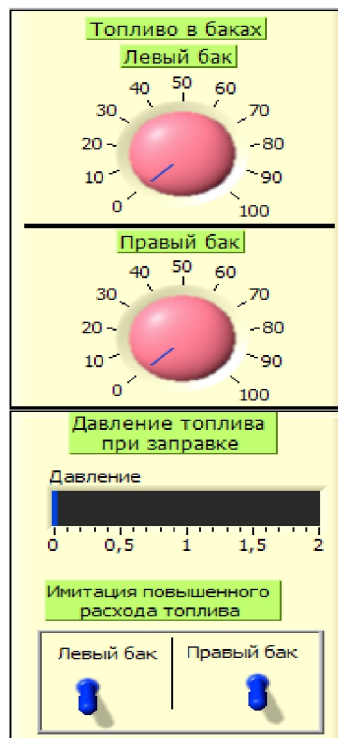 Топливо в баках
Левый бак
0 10 20 30 40 50 60 70 80 90 100
Правый бак
0 10 20 30 40 50 60 70 80 90 100
Давление топлива
при заправке
Давление
0 0,5 1 1,5 2
Имитация повышенного
расхода топлива
Левый бак Правый бак